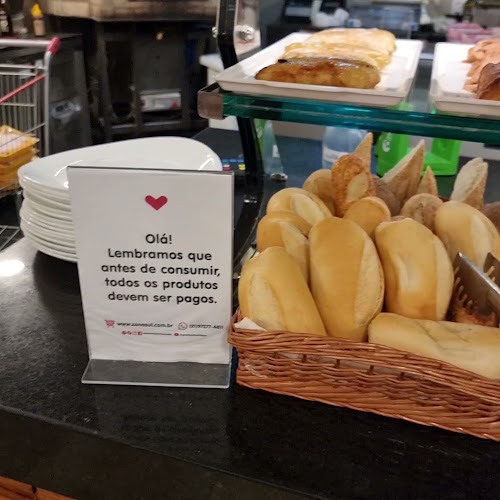 Olá!
Lembramos que
antes de consumir,
todos os produtos
devem ser pagos.